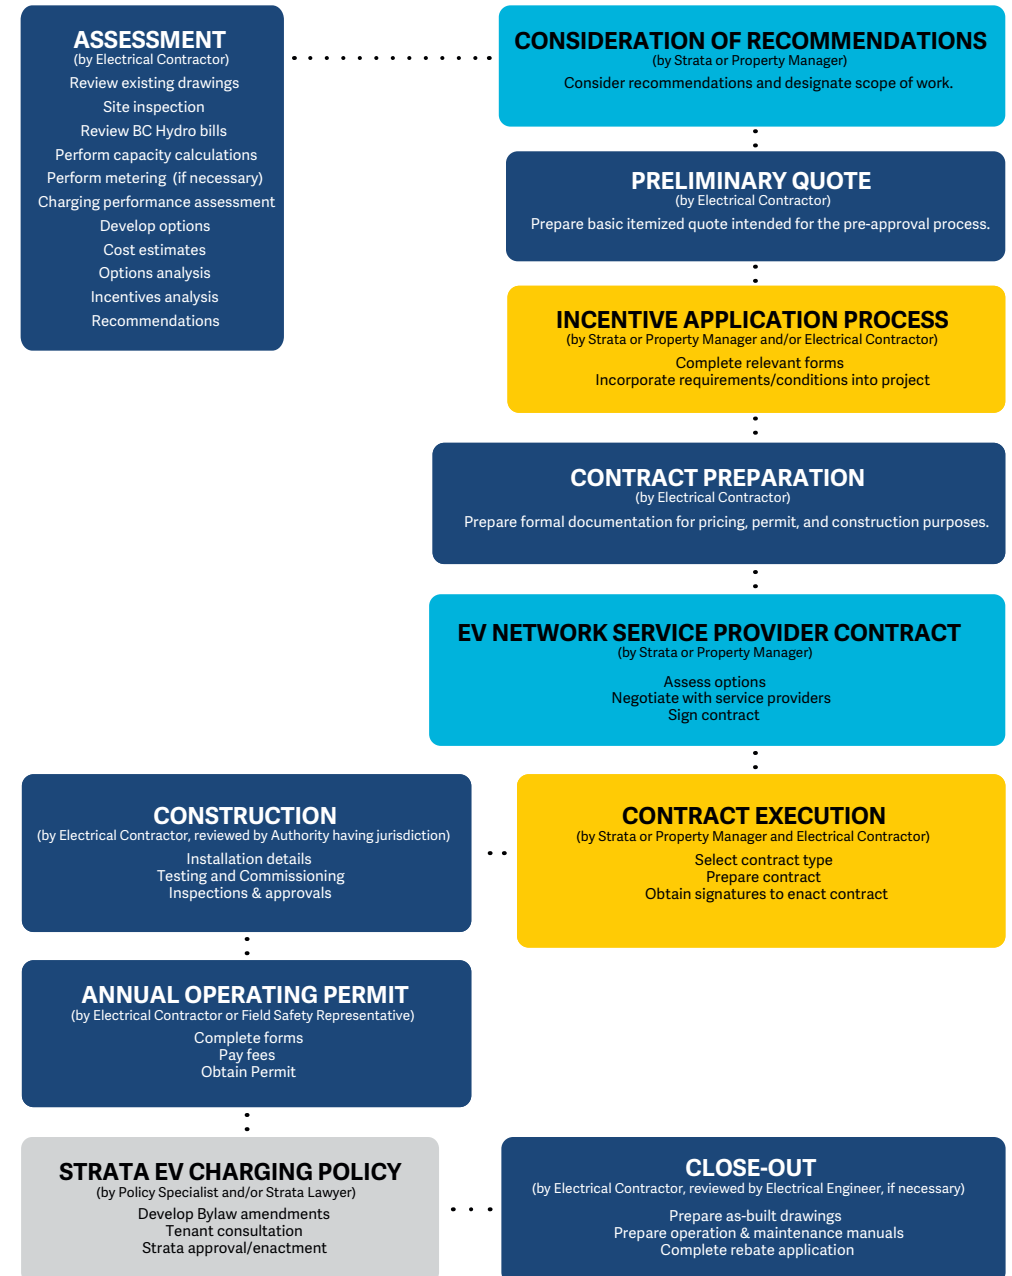 ASSESSMENT
(by Electrical Contractor)
Review existing drawings
Site inspection
Review BC Hydro bills
Perform capacity calculations
Perform metering (if necessary)
Charging performance assessment
Develop options
Cost estimates
Options analysis
Incentives analysis
Recommendations
CONSIDERATION OF RECOMMENDATIONS
(by Strata or Property Manager)
Consider recommendations and designate scope of work.
PRELIMINARY QUOTE
(by Electrical Contractor)
Prepare basic itemized quote intended for the pre-approval process.
INCENTIVE APPLICATION PROCESS
(by Strata or Property Manager and/or Electrical Contractor)
Complete relevant forms
Incorporate requirements/conditions into project
CONTRACT PREPARATION
(by Electrical Contractor)
Prepare formal documentation for pricing, permit, and construction purposes.
EV NETWORK SERVICE PROVIDER CONTRACT
(by Strata or Property Manager)
Assess options
Negotiate with service providers
Sign contract
CONTRACT EXECUTION
(by Strata or Property Manager and Electrical Contractor)
Select contract type
Prepare contract
Obtain signatures to enact contract
CONSTRUCTION
(by Electrical Contractor, reviewed by Authority having jurisdiction)
Installation details
Testing and Commissioning
Inspections & approvals
ANNUAL OPERATING PERMIT
(by Electrical Contractor or Field Safety Representative)
Complete forms
Pay fees
Obtain Permit
STRATA EV CHARGING POLICY
(by Policy Specialist and/or Strata Lawyer)
Develop Bylaw amendments
Tenant consultation
Strata approval/enactment
CLOSE-OUT
(by Electrical Contractor, reviewed by Electrical Engineer, if necessary)
Prepare as-built drawings
Prepare operation & maintenance manuals
Complete rebate application